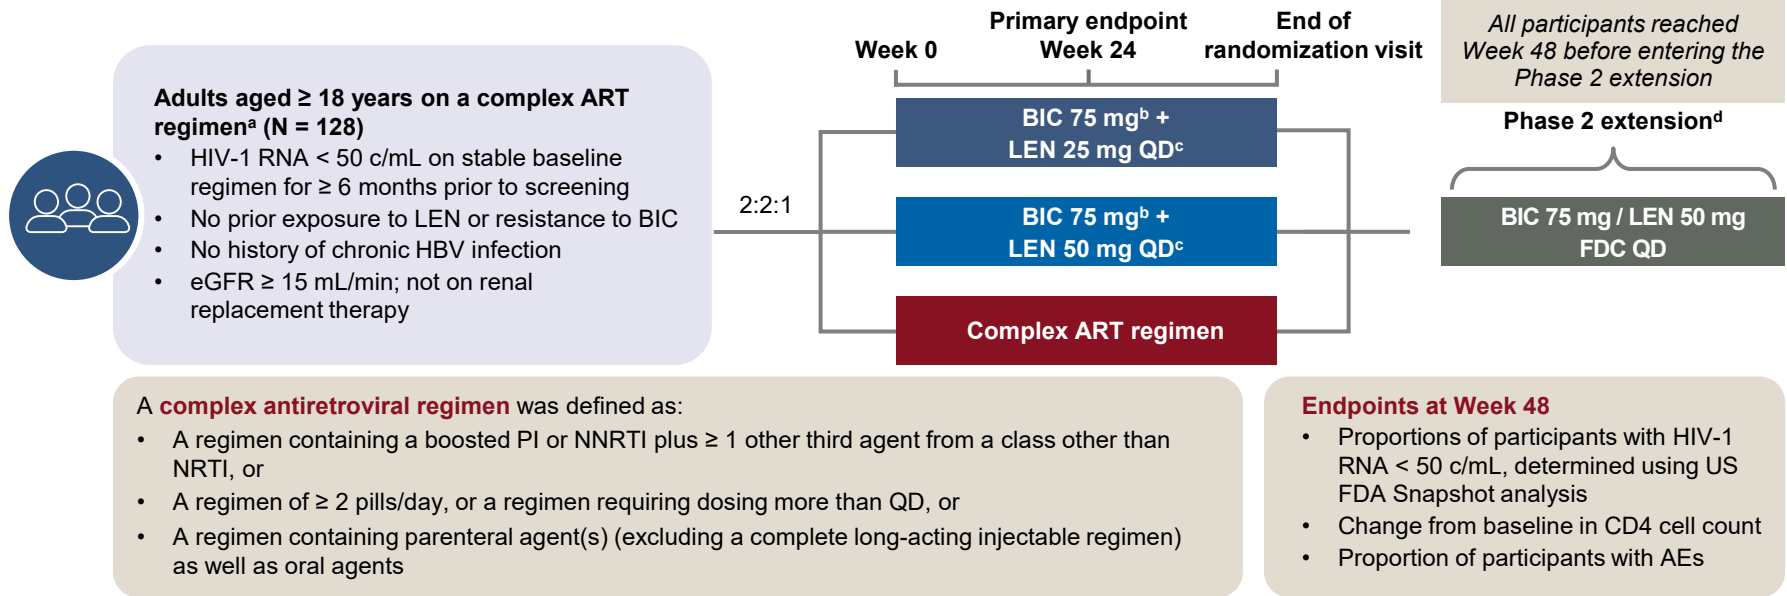 Adults aged ≥ 18 years on a complex ART
regimenᵃ (N = 128)
• HIV-1 RNA < 50 c/mL on stable baseline
regimen for ≥ 6 months prior to screening
• No prior exposure to LEN or resistance to BIC
• No history of chronic HBV infection
• eGFR ≥ 15 mL/min; not on renal
replacement therapy
2:2:1
Week 0
Primary endpoint
Week 24
End of
randomization visit
BIC 75 mgᵇ +
LEN 25 mg QDᶜ
BIC 75 mgᵇ +
LEN 50 mg QDᶜ
Complex ART regimen
All participants reached
Week 48 before entering the
Phase 2 extension
Phase 2 extensionᵈ
BIC 75 mg / LEN 50 mg
FDC QD
A complex antiretroviral regimen was defined as:
• A regimen containing a boosted PI or NNRTI plus ≥ 1 other third agent from a class other than
NRTI, or
• A regimen of ≥ 2 pills/day, or a regimen requiring dosing more than QD, or
• A regimen containing parenteral agent(s) (excluding a complete long-acting injectable regimen)
as well as oral agents
Endpoints at Week 48
• Proportions of participants with HIV-1
RNA < 50 c/mL, determined using US
FDA Snapshot analysis
• Change from baseline in CD4 cell count
• Proportion of participants with AEs